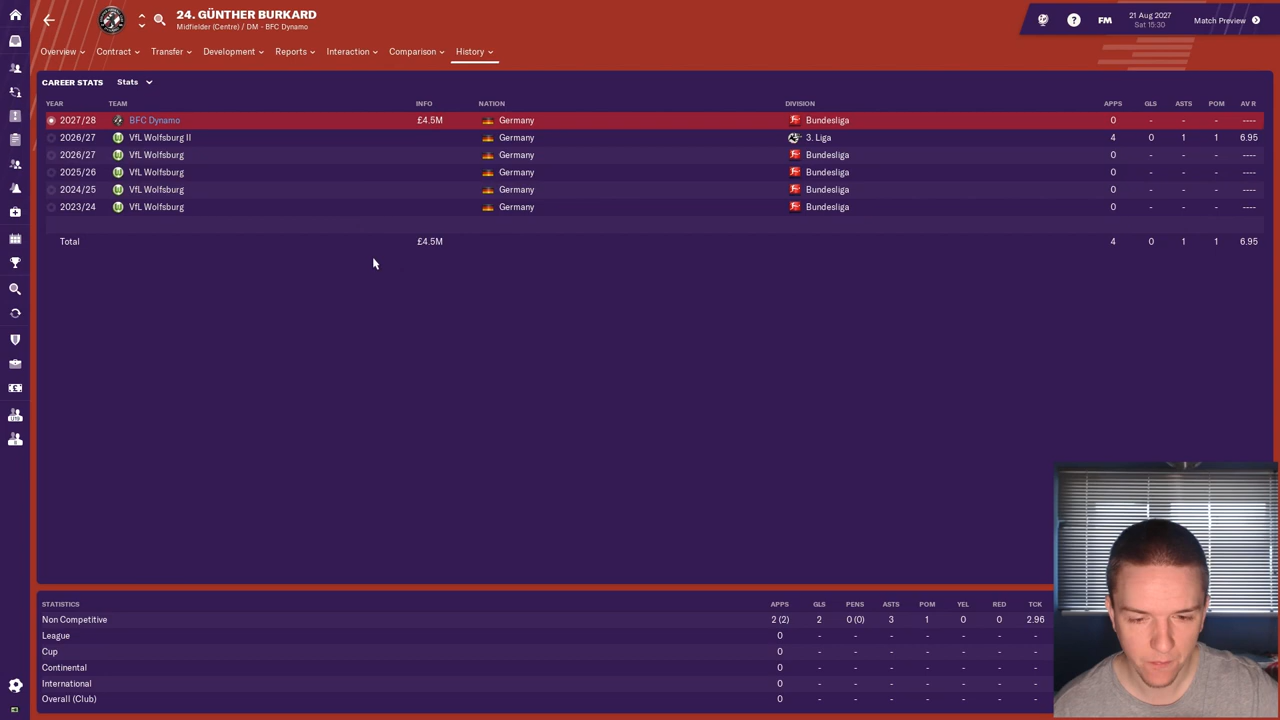 24. GÜNTHER BURKARD
Midfielder (Centre) / DM - BFC Dynamo
FM
21 Aug 2027
Sat 15:30
Match Preview
Overview
Contract
Transfer
Development
Reports
Interaction
Comparison
History
CAREER STATS Stats
YEAR TEAM INFO NATION DIVISION APPS GLS ASTS POM AV R
2027/28 BFC Dynamo £4.5M Germany Bundesliga 0 - - - ----
2026/27 VfL Wolfsburg II Germany 3. Liga 4 0 1 1 6.95
2026/27 VfL Wolfsburg Germany Bundesliga 0 - - - ----
2025/26 VfL Wolfsburg Germany Bundesliga 0 - - - ----
2024/25 VfL Wolfsburg Germany Bundesliga 0 - - - ----
2023/24 VfL Wolfsburg Germany Bundesliga 0 - - - ----
Total £4.5M 4 0 1 1 6.95
STATISTICS APPS GLS PENS ASTS POM YEL RED TCK
Non Competitive 2 (2) 2 0 (0) 3 1 0 0 2.96
League 0 - - - - - - -
Cup 0 - - - - - - -
Continental 0 - - - - - - -
International 0 - - - - - - -
Overall (Club) 0 - - - - - - -